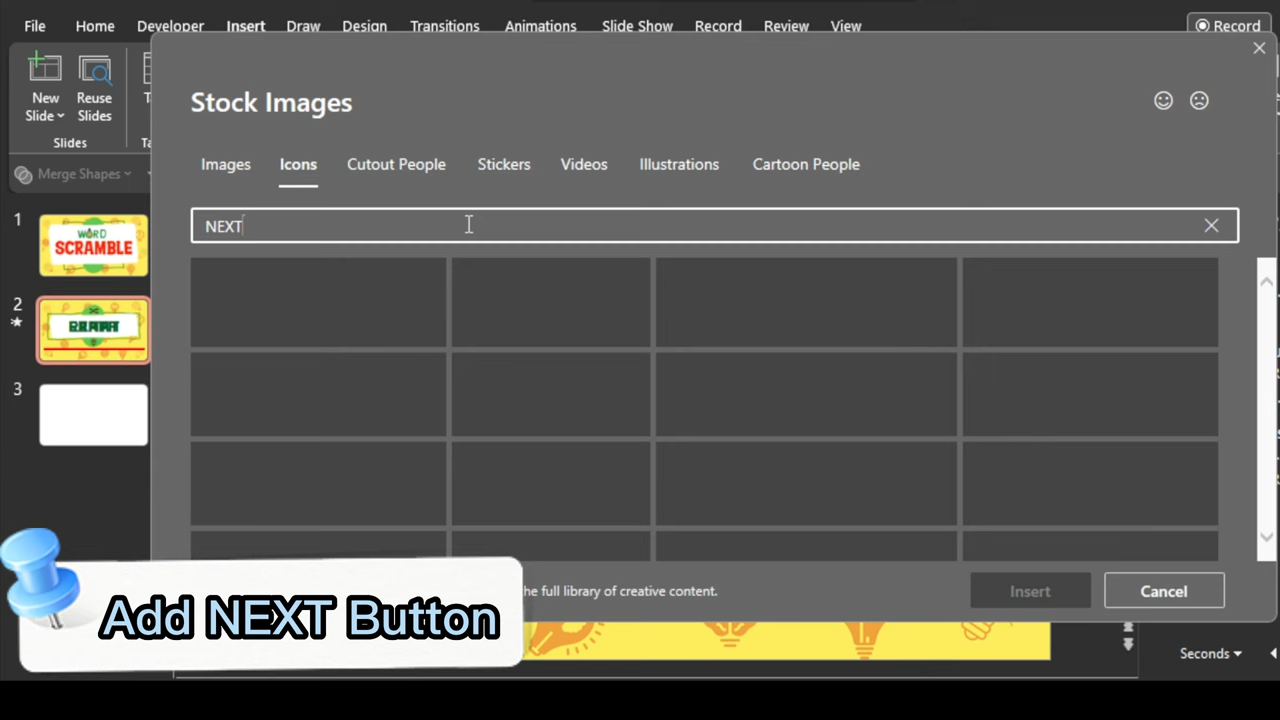 File Home Developer Insert Draw Design Transitions Animations Slide Show Record Review View Record
New Slide
Reuse Slides
Slides
Merge Shapes
Stock Images
Images Icons Cutout People Stickers Videos Illustrations Cartoon People
NEXT
1
WORD
SCRAMBLE
2
3
he full library of creative content.
Insert Cancel
Add NEXT Button
Seconds